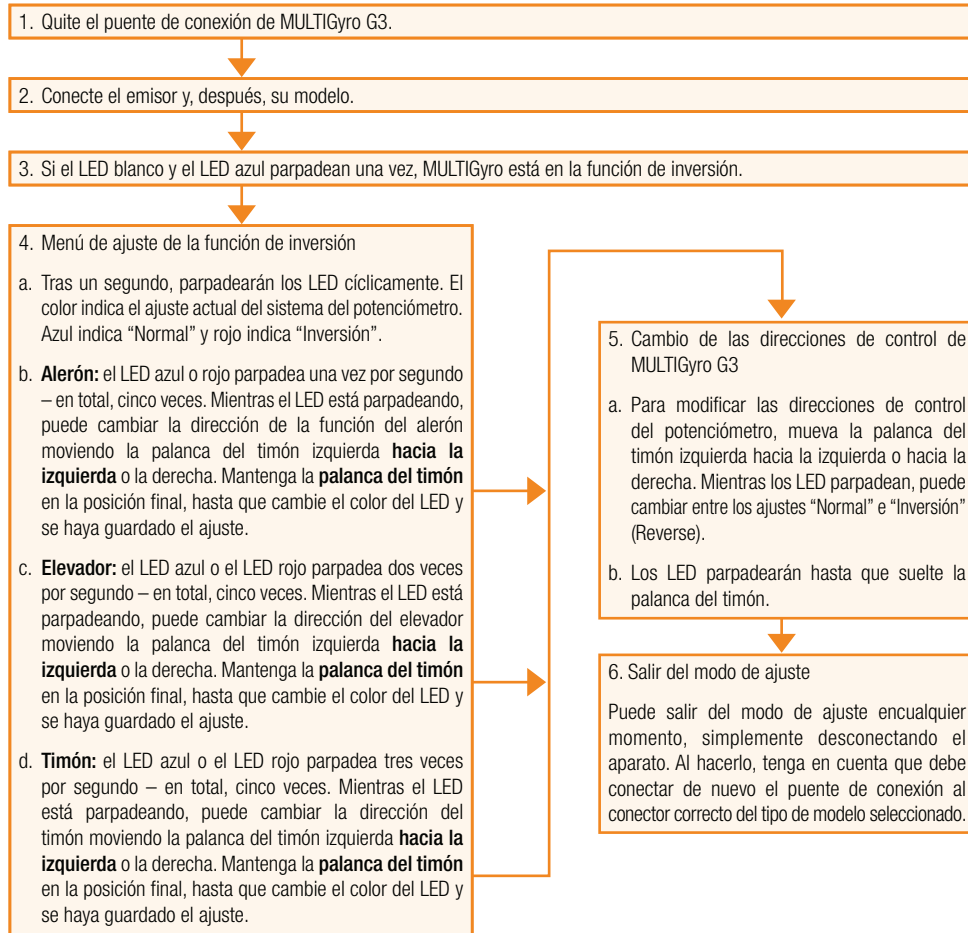 1. Quite el puente de conexión de MULTIGyro G3.
2. Conecte el emisor y, después, su modelo.
3. Si el LED blanco y el LED azul parpadean una vez, MULTIGyro está en la función de inversión.
4. Menú de ajuste de la función de inversión
a. Tras un segundo, parpadearán los LED cíclicamente. El
color indica el ajuste actual del sistema del potenciómetro.
Azul indica “Normal” y rojo indica “Inversión”.
b. Alerón: el LED azul o rojo parpadea una vez por segundo
– en total, cinco veces. Mientras el LED está parpadeando,
puede cambiar la dirección de la función del alerón
moviendo la palanca del timón izquierda hacia la
izquierda o la derecha. Mantenga la palanca del timón
en la posición final, hasta que cambie el color del LED y
se haya guardado el ajuste.
c. Elevador: el LED azul o el LED rojo parpadea dos veces
por segundo – en total, cinco veces. Mientras el LED está
parpadeando, puede cambiar la dirección del elevador
moviendo la palanca del timón izquierda hacia la
izquierda o la derecha. Mantenga la palanca del timón
en la posición final, hasta que cambie el color del LED y
se haya guardado el ajuste.
d. Timón: el LED azul o el LED rojo parpadea tres veces
por segundo – en total, cinco veces. Mientras el LED
está parpadeando, puede cambiar la dirección del
timón moviendo la palanca del timón izquierda hacia la
izquierda o la derecha. Mantenga la palanca del timón
en la posición final, hasta que cambie el color del LED y
se haya guardado el ajuste.
5. Cambio de las direcciones de control de
MULTIGyro G3
a. Para modificar las direcciones de control
del potenciómetro, mueva la palanca del
timón izquierda hacia la izquierda o hacia la
derecha. Mientras los LED parpadean, puede
cambiar entre los ajustes “Normal” e “Inversión”
(Reverse).
b. Los LED parpadearán hasta que suelte la
palanca del timón.
6. Salir del modo de ajuste
Puede salir del modo de ajuste encualquier
momento, simplemente desconectando el
aparato. Al hacerlo, tenga en cuenta que debe
conectar de nuevo el puente de conexión al
conector correcto del tipo de modelo seleccionado.